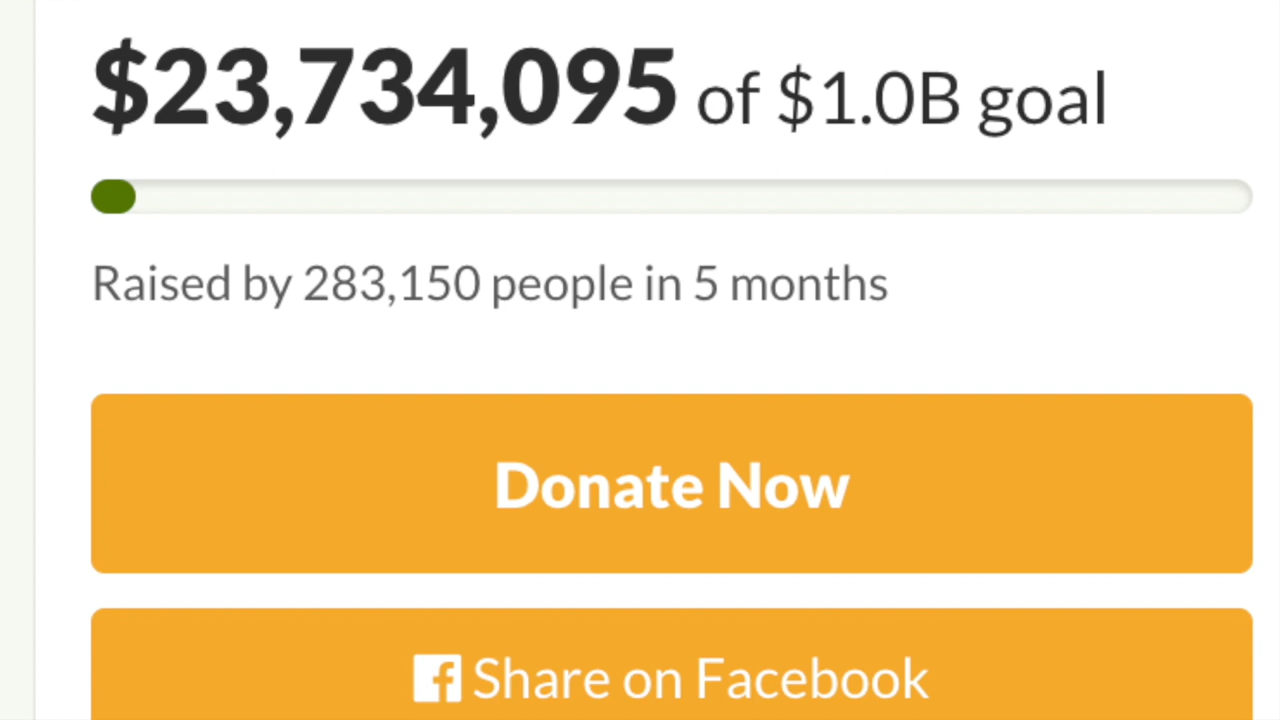 $23,734,095 of $1.0B goal
Raised by 283,150 people in 5 months
Donate Now
Share on Facebook